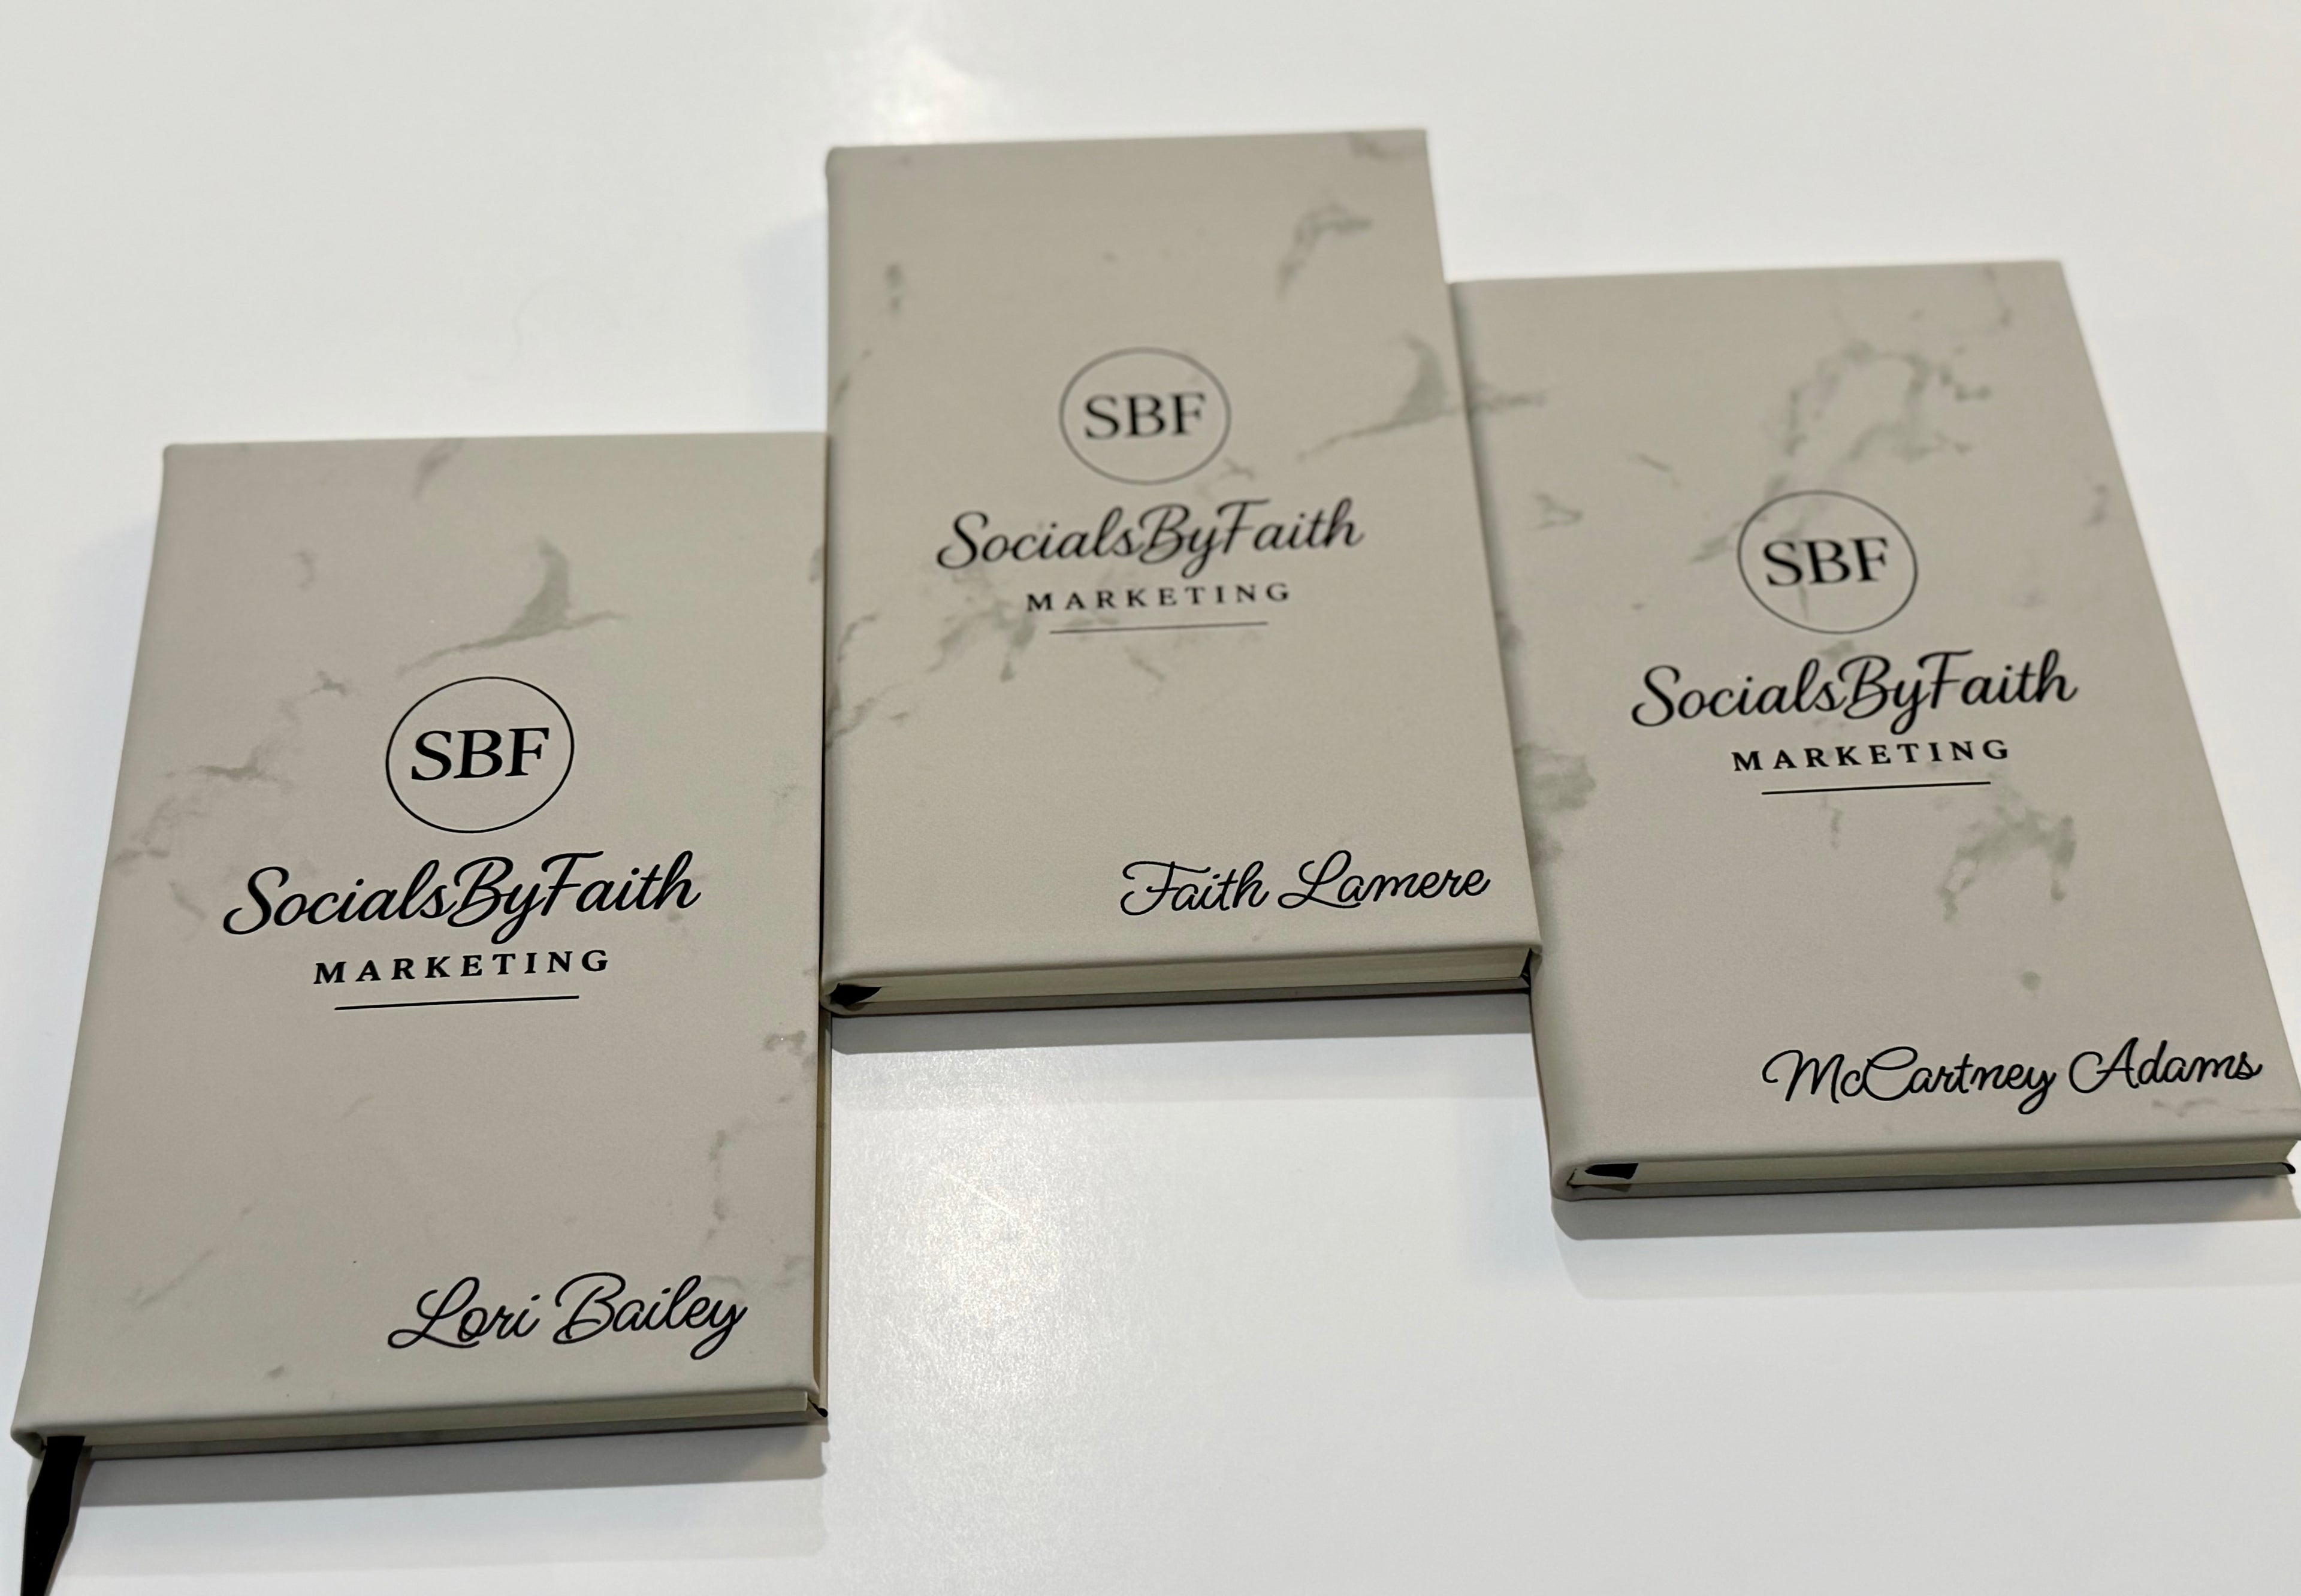 SBF
SocialsByFaith
MARKETING
Lori Bailey
SBF
SocialsByFaith
MARKETING
Faith Lamere
SBF
SocialsByFaith
MARKETING
McCartney Adams